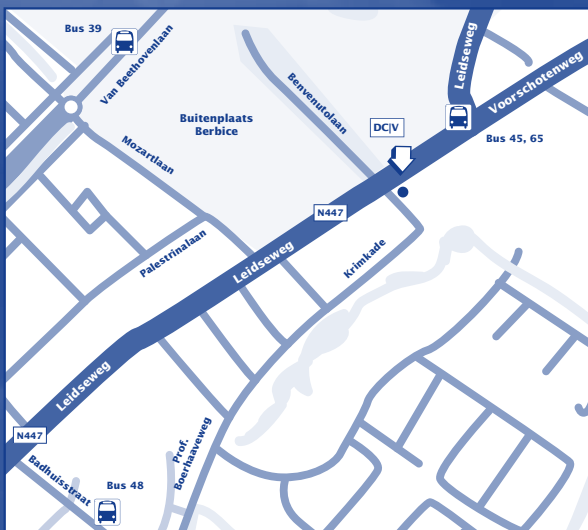 Bus 39
Van Beethovenlaan
Leidseweg
Voorschotenweg
Benvenutolaan
Buitenplaats
Berbice
DC|V
Bus 45, 65
Mozartlaan
N447
Palestrinalaan
Leidseweg
Krimkade
Leidseweg
N447
Prof.
Boerhaaveweg
Badhuisstraat
Bus 48